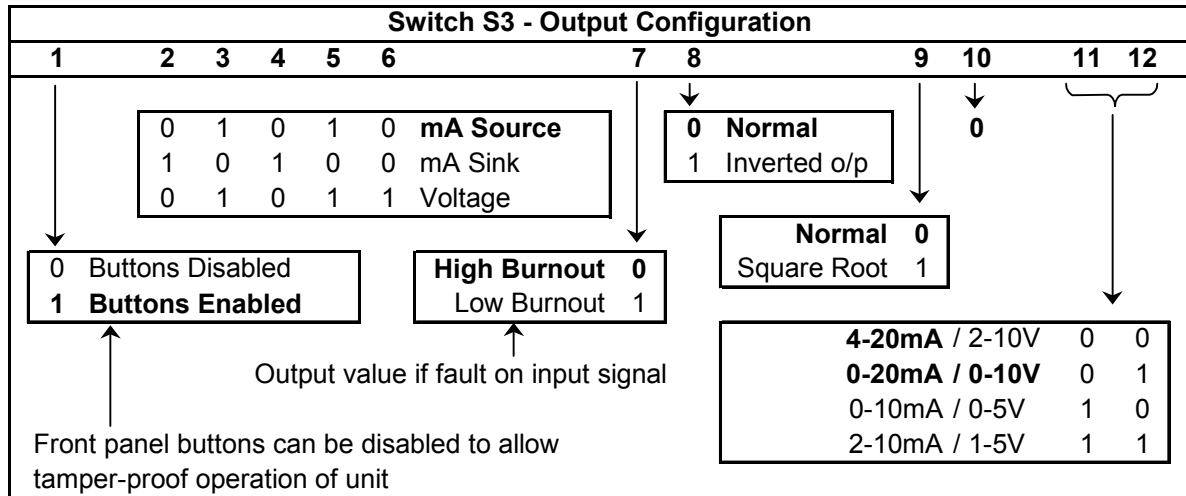 Switch S3 - Output Configuration
1 2 3 4 5 6 7 8 9 10 11 12
0 1 0 1 0 mA Source
1 0 1 0 0 mA Sink
0 1 0 1 1 Voltage
0 Normal
1 Inverted o/p
0
0 Buttons Disabled
1 Buttons Enabled
High Burnout 0
Low Burnout 1
Normal 0
Square Root 1
Output value if fault on input signal
4-20mA / 2-10V 0 0
0-20mA / 0-10V 0 1
0-10mA / 0-5V 1 0
2-10mA / 1-5V 1 1
Front panel buttons can be disabled to allow
tamper-proof operation of unit